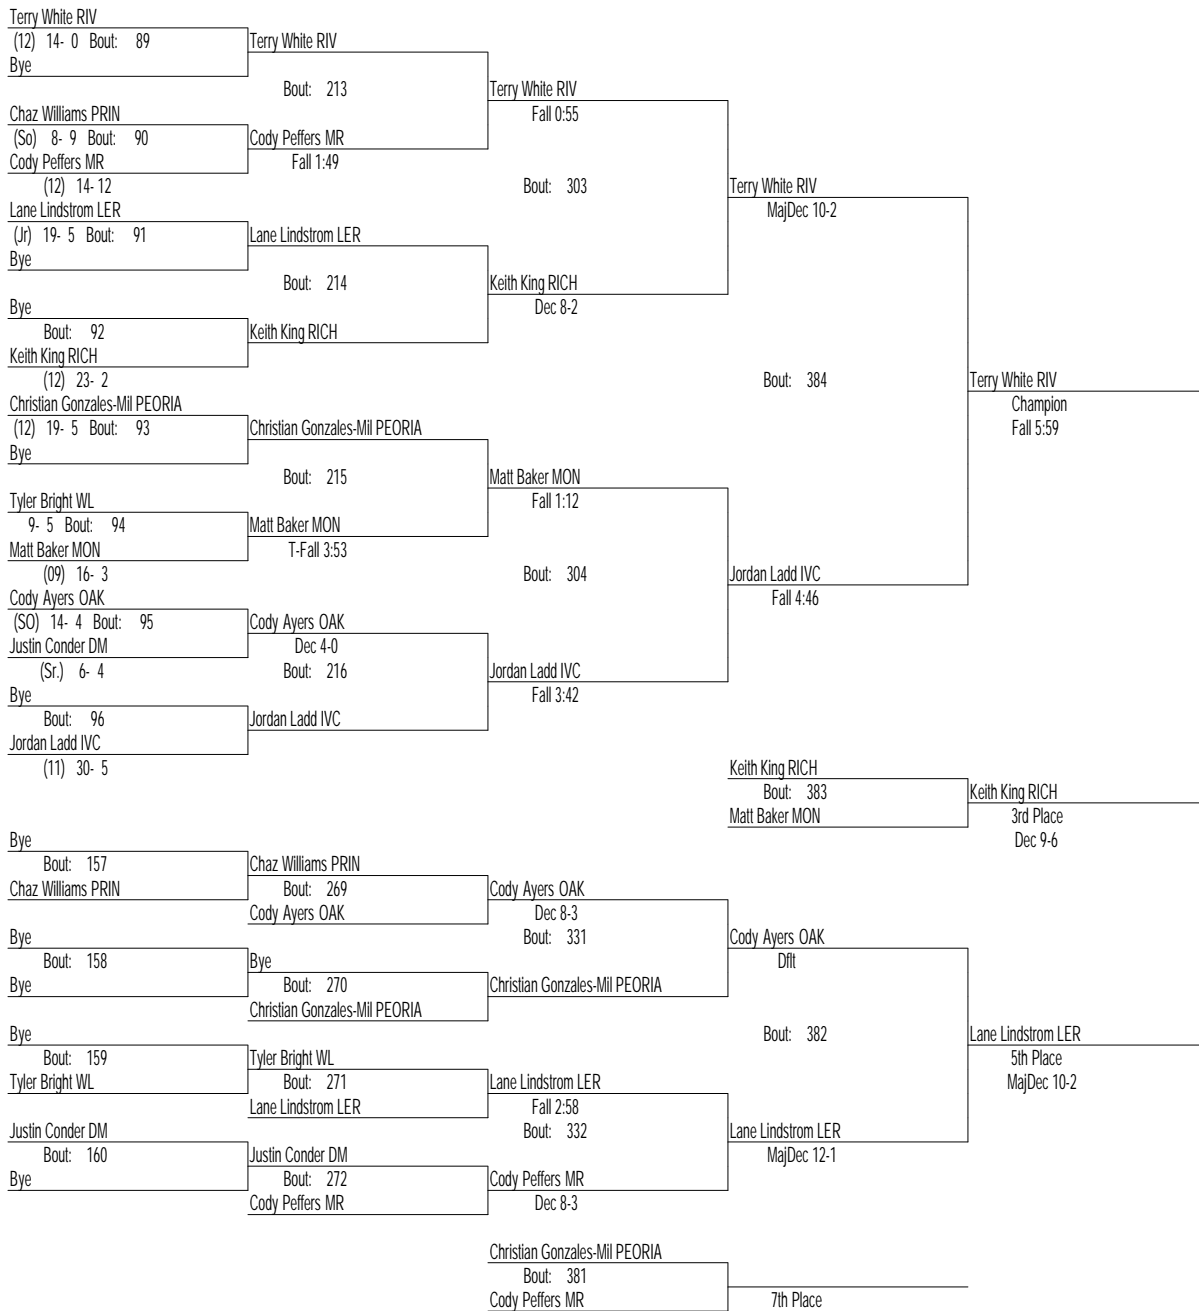 Terry White RIV
(12) 14- 0 Bout: 89
Terry White RIV
Bye
Bout: 213
Terry White RIV
Chaz Williams PRIN
Fall 0:55
(So) 8- 9 Bout: 90
Cody Peffers MR
Cody Peffers MR
Fall 1:49
(12) 14- 12
Bout: 303
Terry White RIV
Lane Lindstrom LER
MajDec 10-2
(Jr) 19- 5 Bout: 91
Lane Lindstrom LER
Bye
Bout: 214
Keith King RICH
Bye
Dec 8-2
Bout: 92
Keith King RICH
Keith King RICH
(12) 23- 2
Bout: 384
Terry White RIV
Christian Gonzales-Mil PEORIA
Champion
(12) 19- 5 Bout: 93
Christian Gonzales-Mil PEORIA
Fall 5:59
Bye
Bout: 215
Matt Baker MON
Tyler Bright WL
Fall 1:12
9- 5 Bout: 94
Matt Baker MON
Matt Baker MON
T-Fall 3:53
(09) 16- 3
Bout: 304
Jordan Ladd IVC
Cody Ayers OAK
Fall 4:46
(SO) 14- 4 Bout: 95
Cody Ayers OAK
Justin Conder DM
Dec 4-0
(Sr.) 6- 4
Bout: 216
Jordan Ladd IVC
Bye
Fall 3:42
Bout: 96
Jordan Ladd IVC
Jordan Ladd IVC
(11) 30- 5
Keith King RICH
Bout: 383
Keith King RICH
Matt Baker MON
3rd Place
Dec 9-6
Bye
Bout: 157
Chaz Williams PRIN
Chaz Williams PRIN
Bout: 269
Cody Ayers OAK
Cody Ayers OAK
Dec 8-3
Bye
Bout: 331
Cody Ayers OAK
Bout: 158
Bye
Dflt
Bye
Bout: 270
Christian Gonzales-Mil PEORIA
Christian Gonzales-Mil PEORIA
Bye
Bout: 382
Lane Lindstrom LER
Bout: 159
Tyler Bright WL
5th Place
Tyler Bright WL
Bout: 271
Lane Lindstrom LER
MajDec 10-2
Lane Lindstrom LER
Fall 2:58
Justin Conder DM
Bout: 332
Lane Lindstrom LER
Bout: 160
Justin Conder DM
MajDec 12-1
Bye
Bout: 272
Cody Peffers MR
Cody Peffers MR
Dec 8-3
Christian Gonzales-Mil PEORIA
Bout: 381
Cody Peffers MR
7th Place